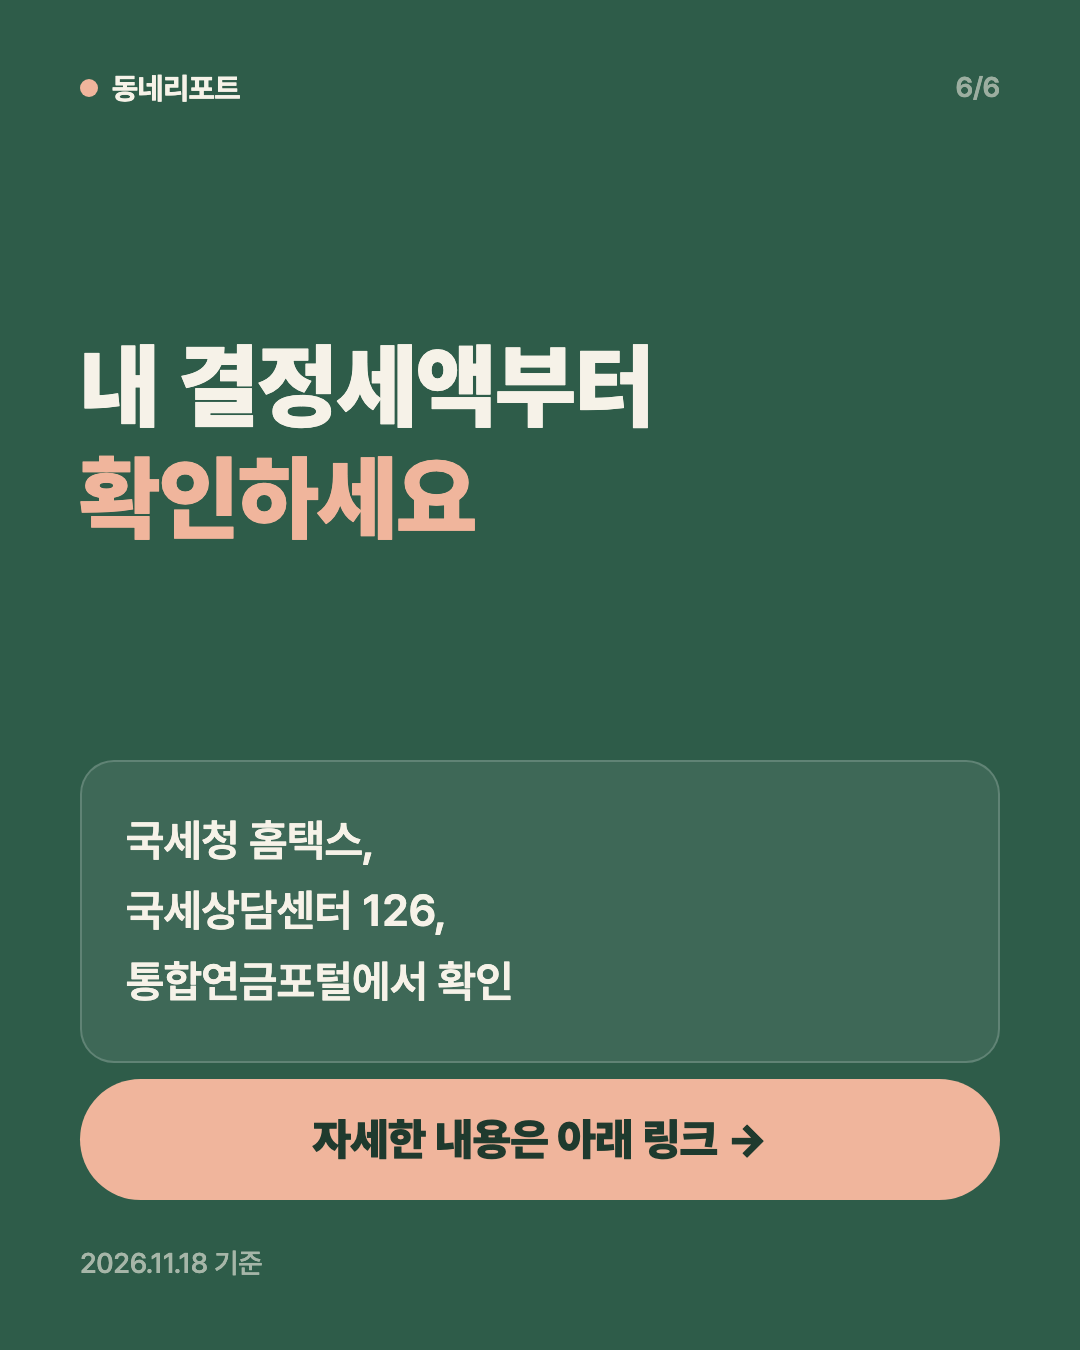 동네리포트
6/6
내 결정세액부터
확인하세요
국세청 홈택스,
국세상담센터 126,
통합연금포털에서 확인
자세한 내용은 아래 링크 →
2026.11.18 기준